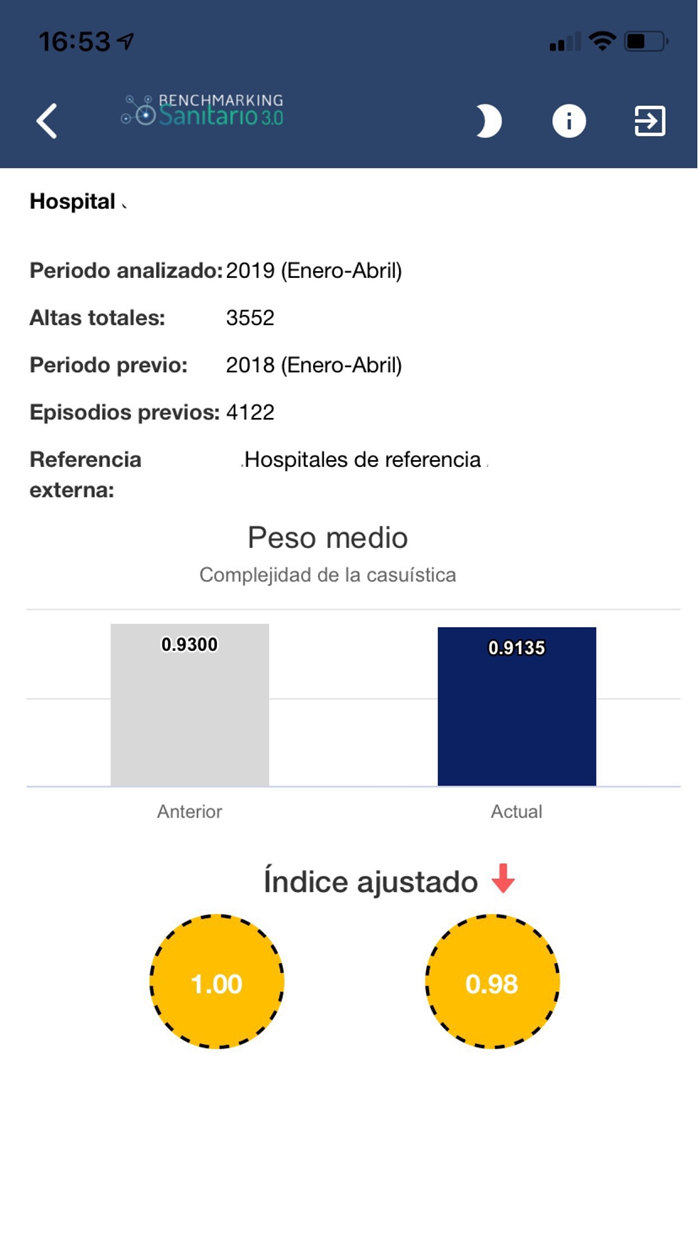 16:53
BENCHMARKING
Sanitario 3.0
Hospital
Periodo analizado: 2019 (Enero-Abril)
Altas totales: 3552
Periodo previo: 2018 (Enero-Abril)
Episodios previos: 4122
Referencia externa: .Hospitales de referencia
Peso medio
Complejidad de la casuística
0.9300 0.9135
Anterior Actual
Índice ajustado
1.00 0.98